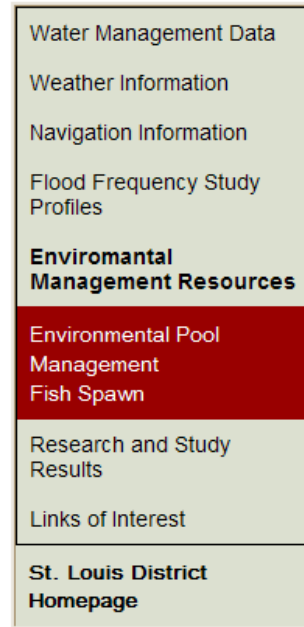 Water Management Data
Weather Information
Navigation Information
Flood Frequency Study
Profiles
Enviromantal
Management Resources
Environmental Pool
Management
Fish Spawn
Research and Study
Results
Links of Interest
St. Louis District
Homepage